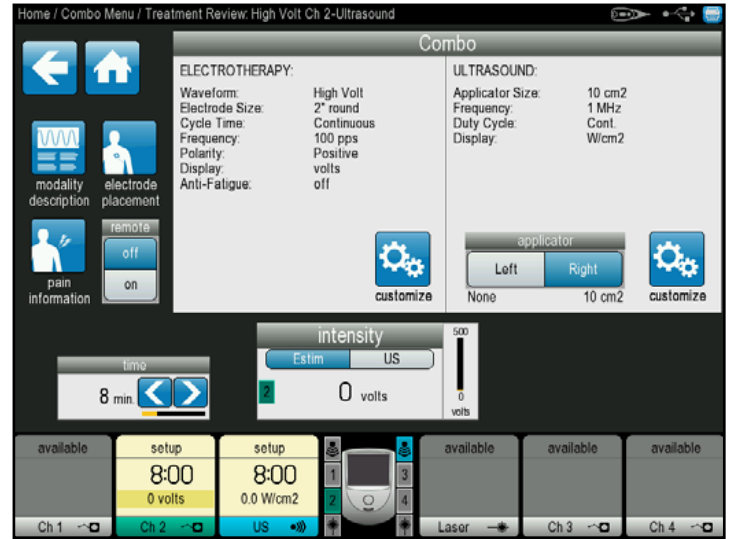 Home / Combo Menu / Treatment Review: High Volt Ch 2-Ultrasound
Combo
ELECTROTHERAPY:
Waveform: High Volt
Electrode Size: 2" round
Cycle Time: Continuous
Frequency: 100 pps
Polarity: Positive
Display: volts
Anti-Fatigue: off
ULTRASOUND:
Applicator Size: 10 cm2
Frequency: 1 MHz
Duty Cycle: Cont.
Display: W/cm2
modality
description
electrode
placement
pain
information
remote
off
on
customize
applicator
Left Right
None 10 cm2
customize
time
8 min.
intensity
Estim US
2 0 volts
500
0
volts
available
Ch 1
setup
8:00
0 volts
Ch 2
setup
8:00
0.0 W/cm2
US
1 3
2 4
available
Laser
available
Ch 3
available
Ch 4